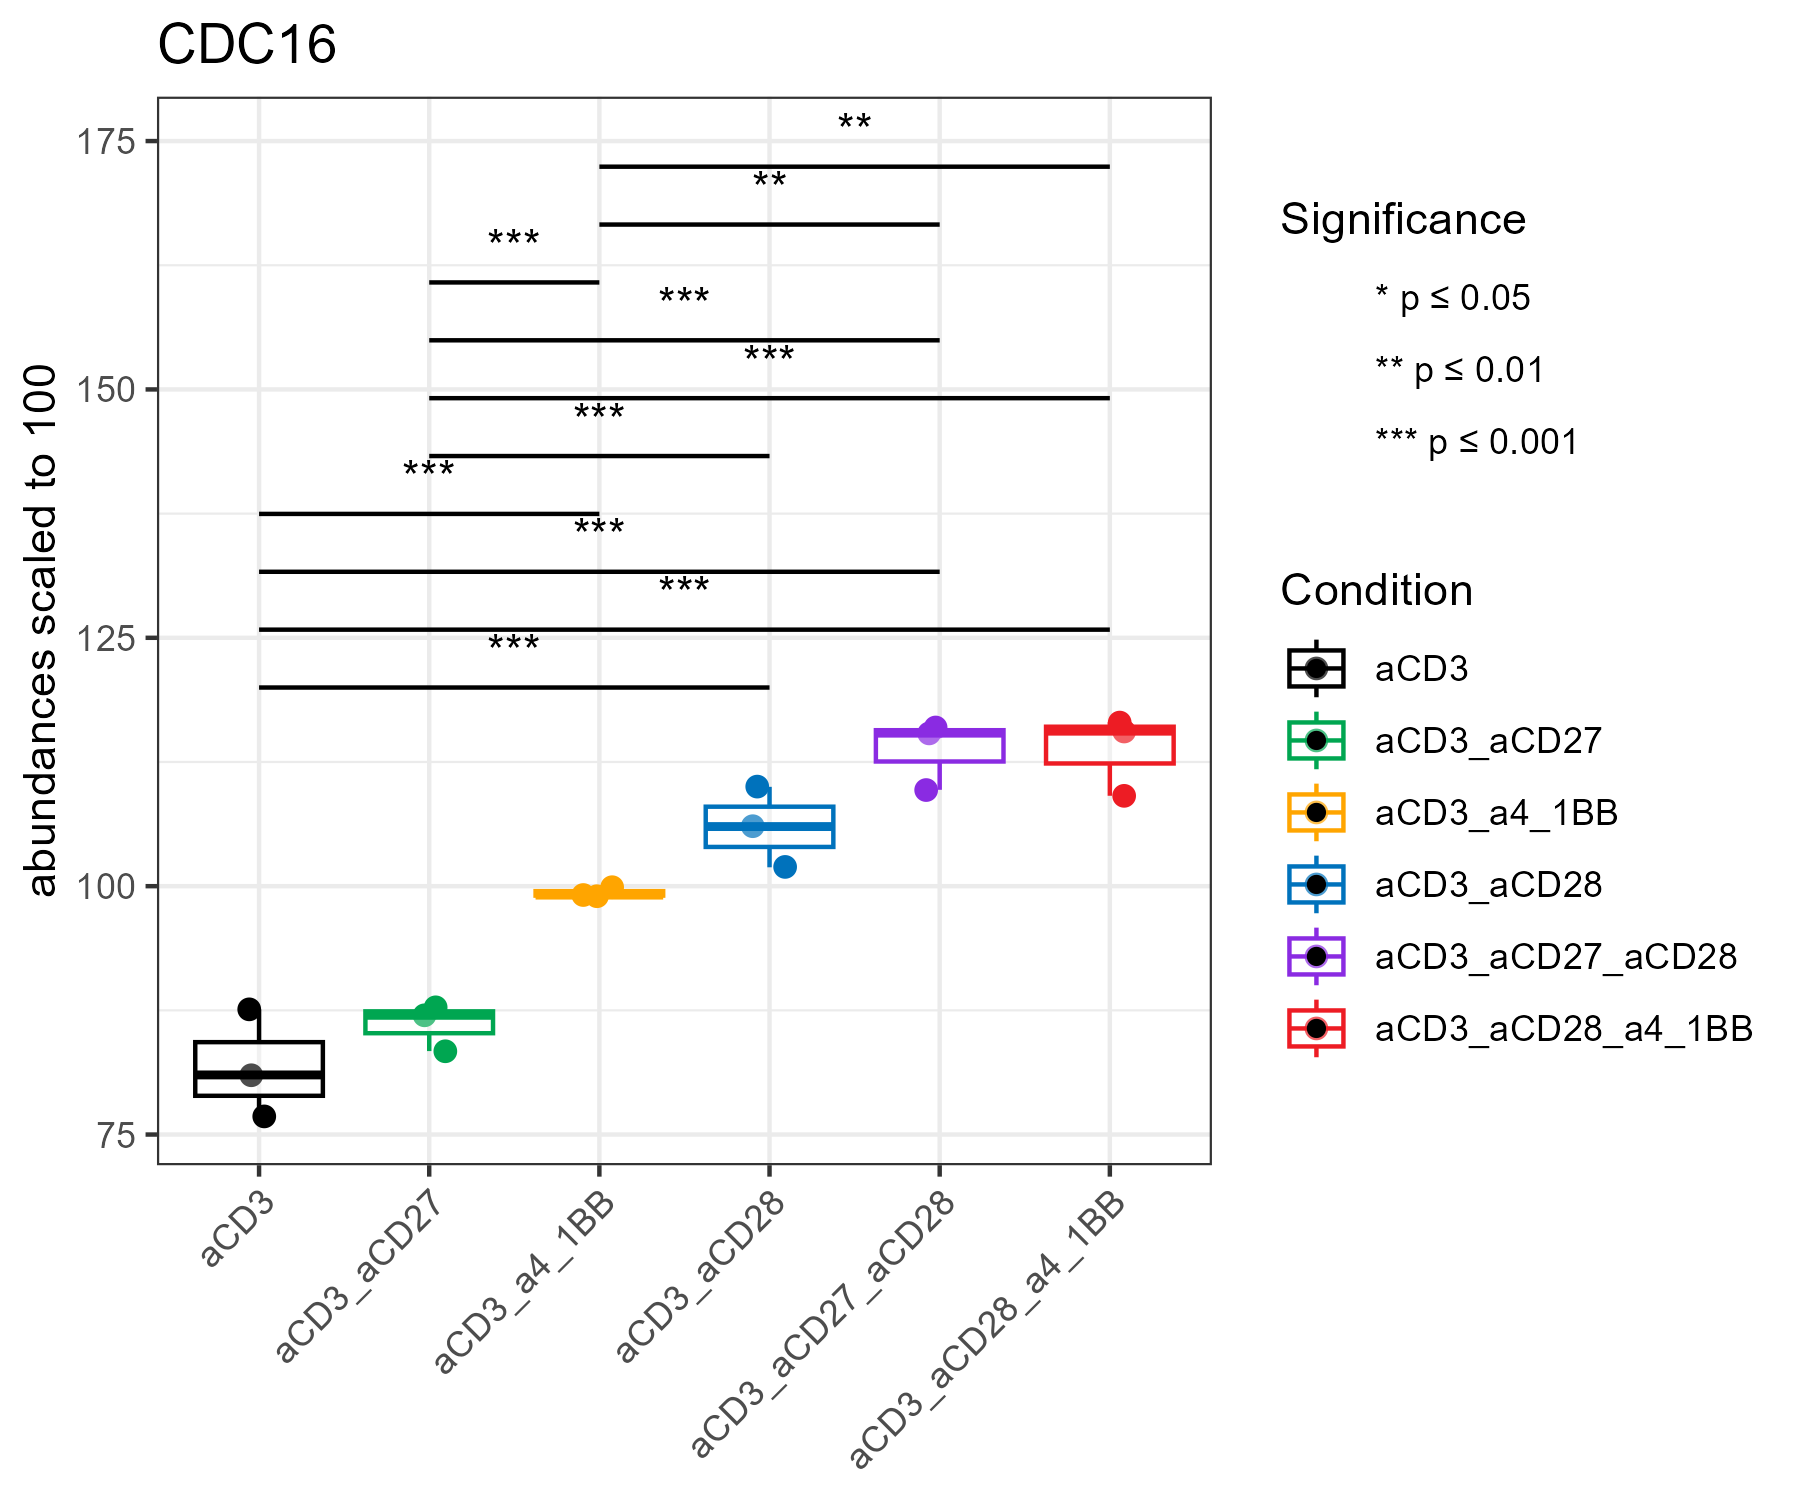 CDC16
abundances scaled to 100
175
150
125
100
75
**
**
***
***
***
***
***
***
***
***
aCD3
aCD3_aCD27
aCD3_a4_1BB
aCD3_aCD28
aCD3_aCD27_aCD28
aCD3_aCD28_a4_1BB
Significance
* p ≤ 0.05
** p ≤ 0.01
*** p ≤ 0.001
Condition
aCD3
aCD3_aCD27
aCD3_a4_1BB
aCD3_aCD28
aCD3_aCD27_aCD28
aCD3_aCD28_a4_1BB